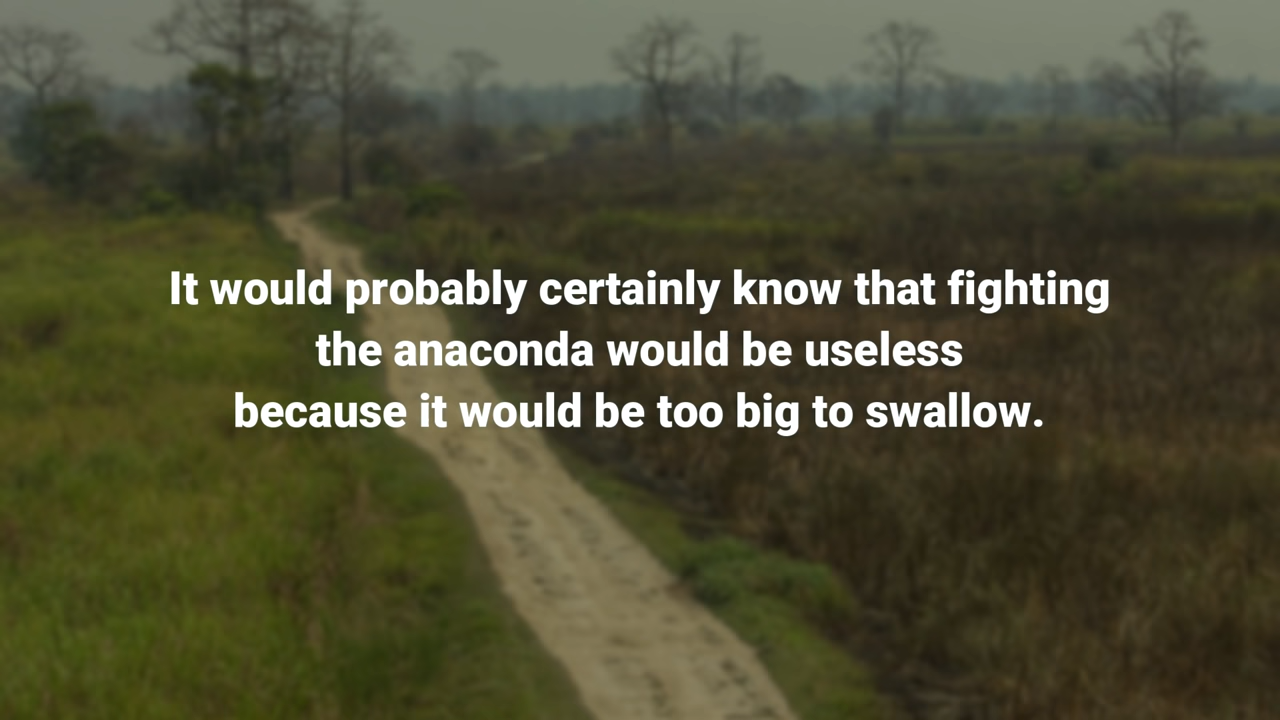 It would probably certainly know that fighting
the anaconda would be useless
because it would be too big to swallow.